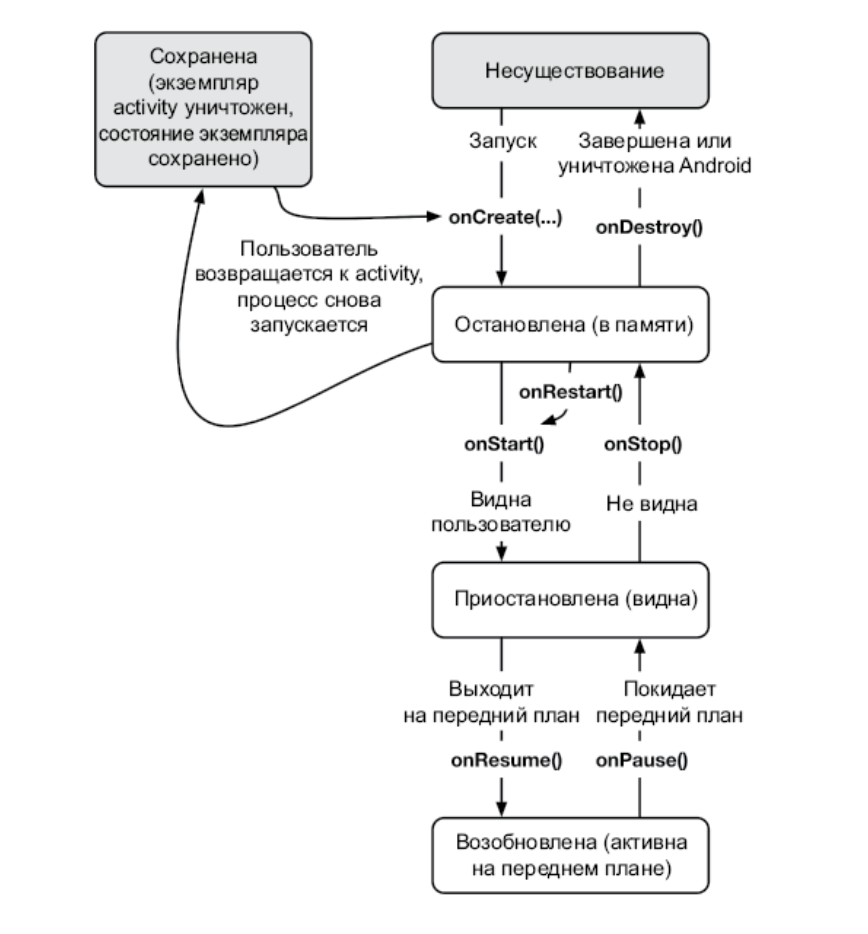 Сохранена
(экземпляр
activity уничтожен,
состояние экземпляра
сохранено)
Несуществование
Запуск
Завершена или
уничтожена Android
onCreate(...)
onDestroy()
Пользователь
возвращается к activity,
процесс снова
запускается
Остановлена (в памяти)
onRestart()
onStart()
onStop()
Видна
пользователю
Не видна
Приостановлена (видна)
Выходит
на передний план
Покидает
передний план
onResume()
onPause()
Возобновлена (активна
на переднем плане)